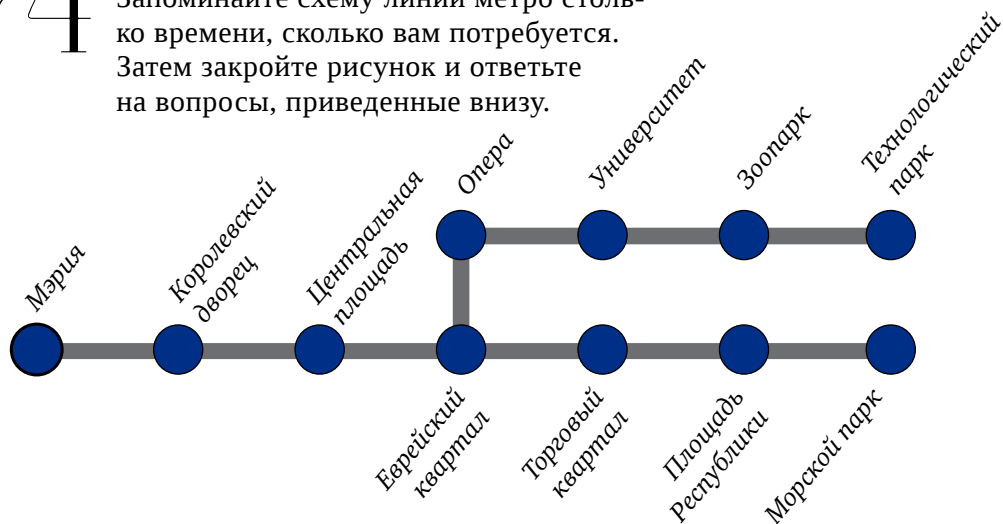 74
Запоминайте схему линий метро столь-
ко времени, сколько вам потребуется.
Затем закройте рисунок и ответьте
на вопросы, приведенные внизу.
Мэрия
Королевский
дворец
Центральная
площадь
Опера
Университет
Зоопарк
Технологический
парк
Еврейский
квартал
Торговый
квартал
Площадь
Республики
Морской парк